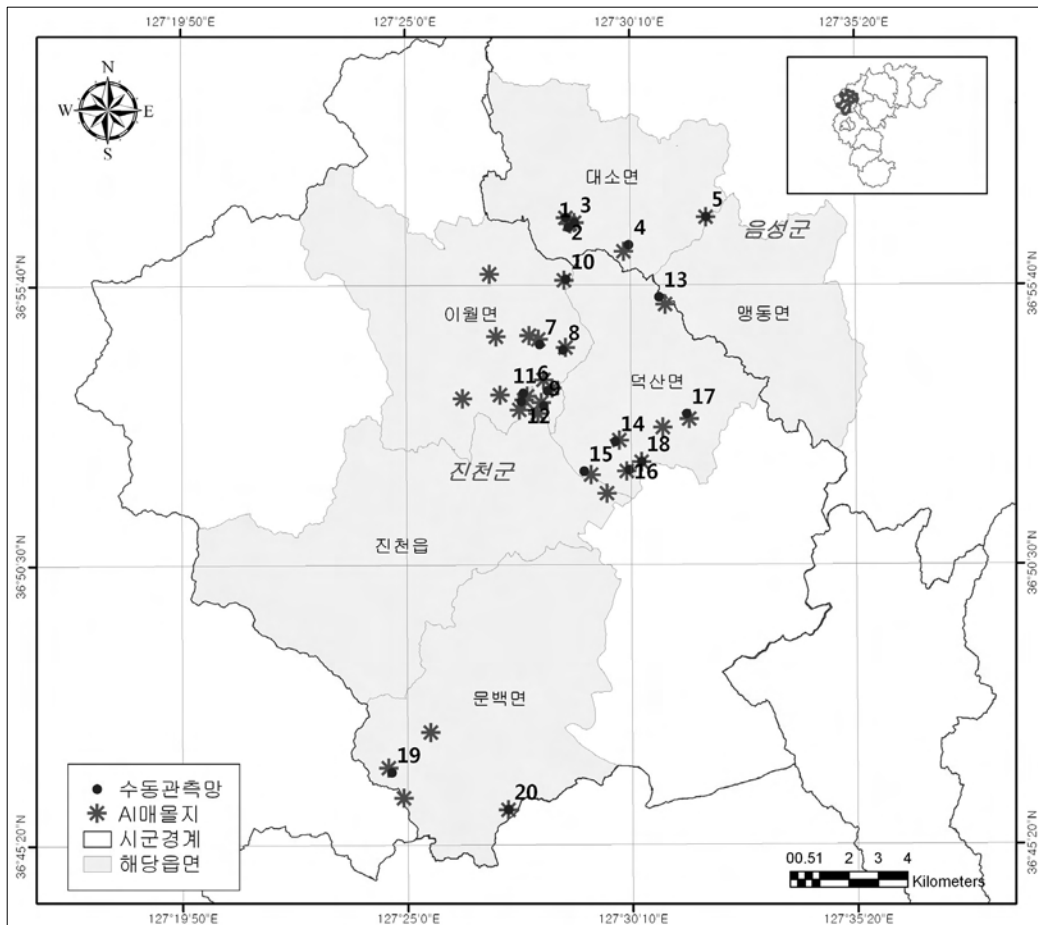 127°19'50"E 127°25'0"E 127°30'10"E 127°35'20"E
N
W E
S
대소면
1 3 5
2 4
음성군
10
36°55'40"N 36°55'40"N
13
이월면 7 8 맹동면
11 6 덕산면
9 17
12 14
15 18
진천군 16
진천읍
36°50'30"N 36°50'30"N
문백면
19
20
수동관측망
AI매몰지
시군경계
해당읍면
36°45'20"N 36°45'20"N
00.51 2 3 4
Kilometers
127°19'50"E 127°25'0"E 127°30'10"E 127°35'20"E